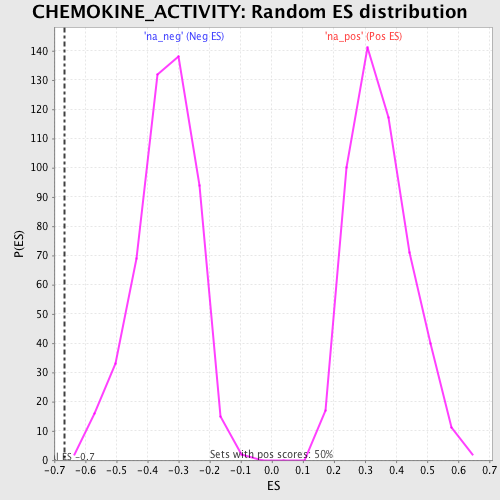 CHEMOKINE_ACTIVITY: Random ES distribution
'na_neg' (Neg ES)
'na_pos' (Pos ES)
140
130
120
110
100
90
80
70
60
50
40
30
20
10
0
P(ES)
ES -0.7
Sets with pos scores: 50%
-0.7 -0.6 -0.5 -0.4 -0.3 -0.2 -0.1 0.0 0.1 0.2 0.3 0.4 0.5 0.6 0.7
ES